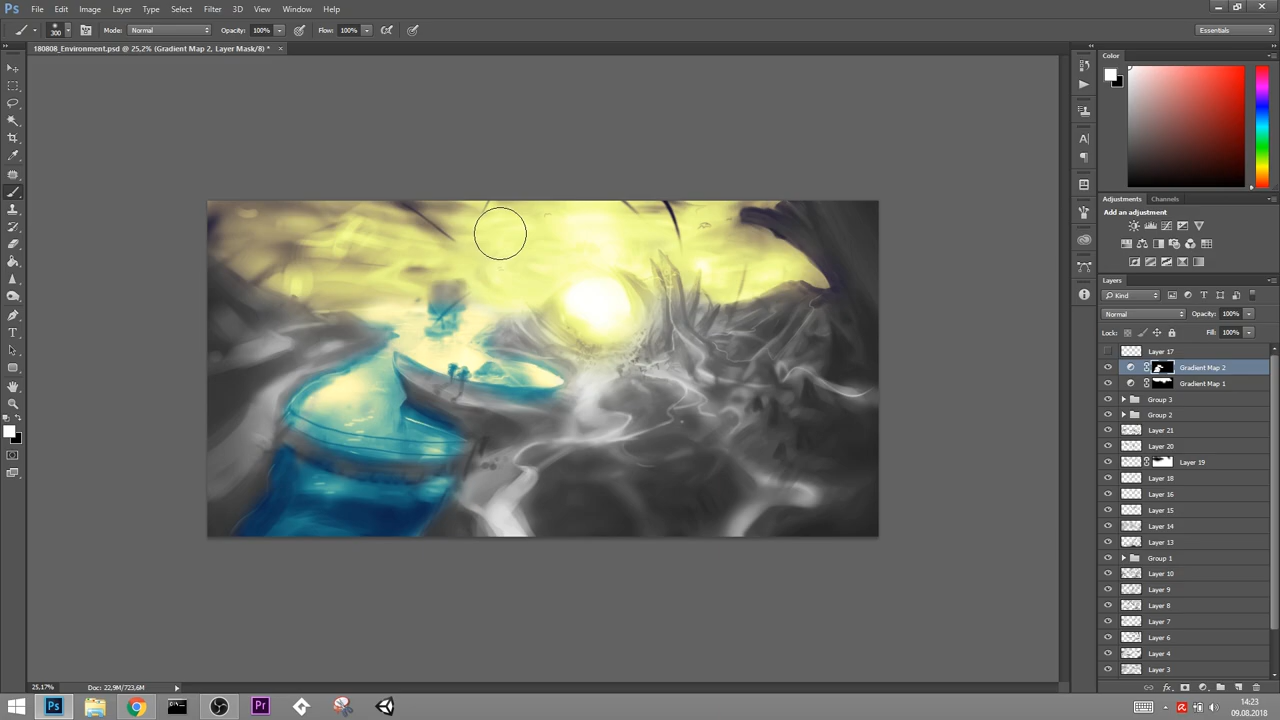 Ps File Edit Image Layer Type Select Filter 3D View Window Help
300 Mode: Normal Opacity: 100% Flow: 100% Essentials
180808_Environment.psd @ 25,2% (Gradient Map 2, Layer Mask/8) * ×
Color
Adjustments Channels
Add an adjustment
Layers
Kind
Normal Opacity: 100%
Lock: Fill: 100%
Layer 17
Gradient Map 2
Gradient Map 1
Group 3
Group 2
Layer 21
Layer 20
Layer 19
Layer 18
Layer 16
Layer 15
Layer 14
Layer 13
Group 1
Layer 10
Layer 9
Layer 8
Layer 7
Layer 6
Layer 4
Layer 3
25,17% Doc: 22,9M/723,6M
Ps Pr 14:23
09.08.2018